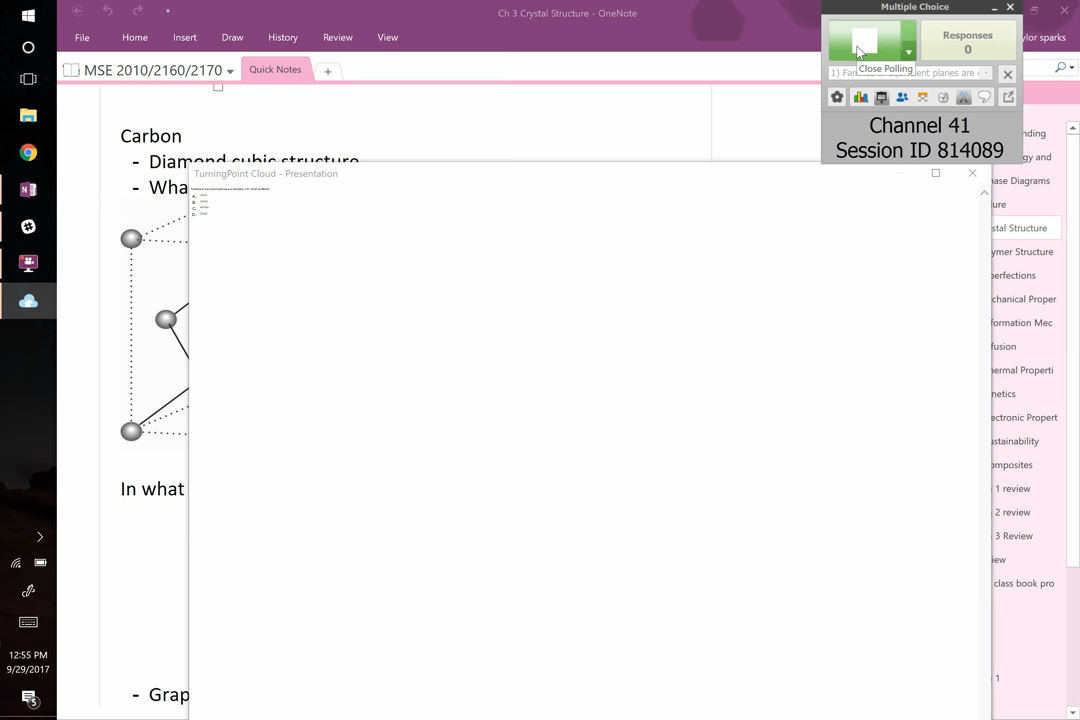 Ch 3 Crystal Structure - OneNote
Multiple Choice
File
Home
Insert
Draw
History
Review
View
Responses
0
ylor sparks
Close Polling
MSE 2010/2160/2170
Quick Notes
+
Channel 41
Session ID 814089
Carbon
- Diamond cubic structure
- Wha
TurningPoint Cloud - Presentation
A.
B.
C.
D.
nding
gy and
ase Diagrams
ure
stal Structure
ymer Structure
perfections
chanical Proper
formation Mec
fusion
hermal Properti
netics
ectronic Propert
ustainability
omposites
1 review
2 review
3 Review
iew
class book pro
1
In what
- Grap
12:55 PM
9/29/2017
5